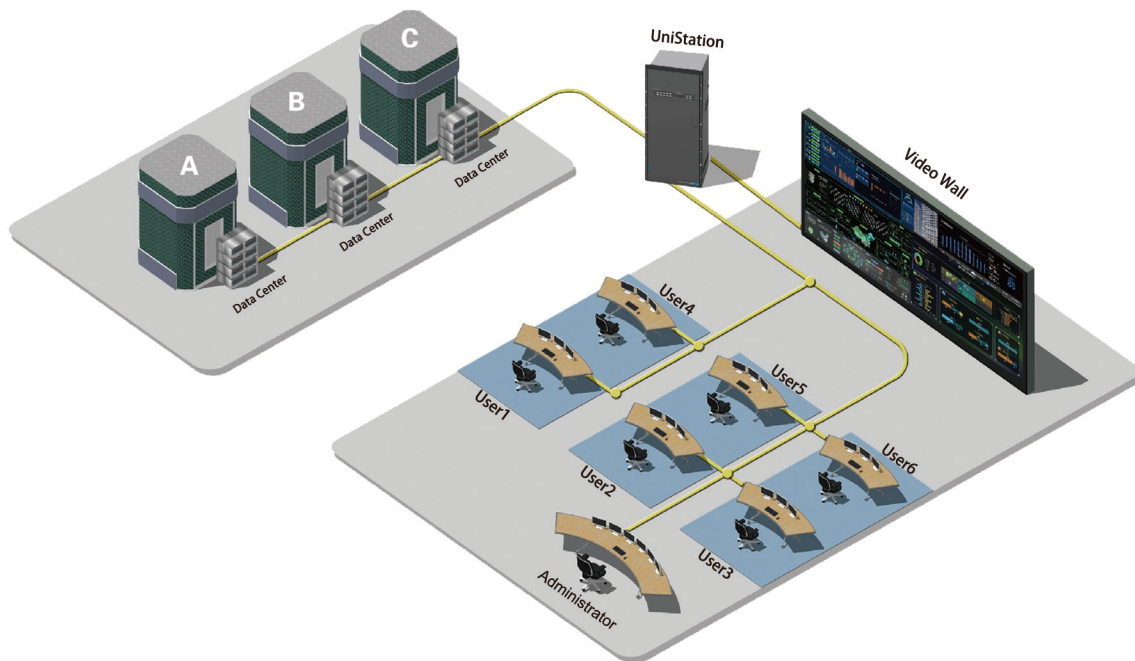 C
B
A
Data Center
Data Center
Data Center
UniStation
Video Wall
User4
User1
User5
User2
User6
User3
Administrator